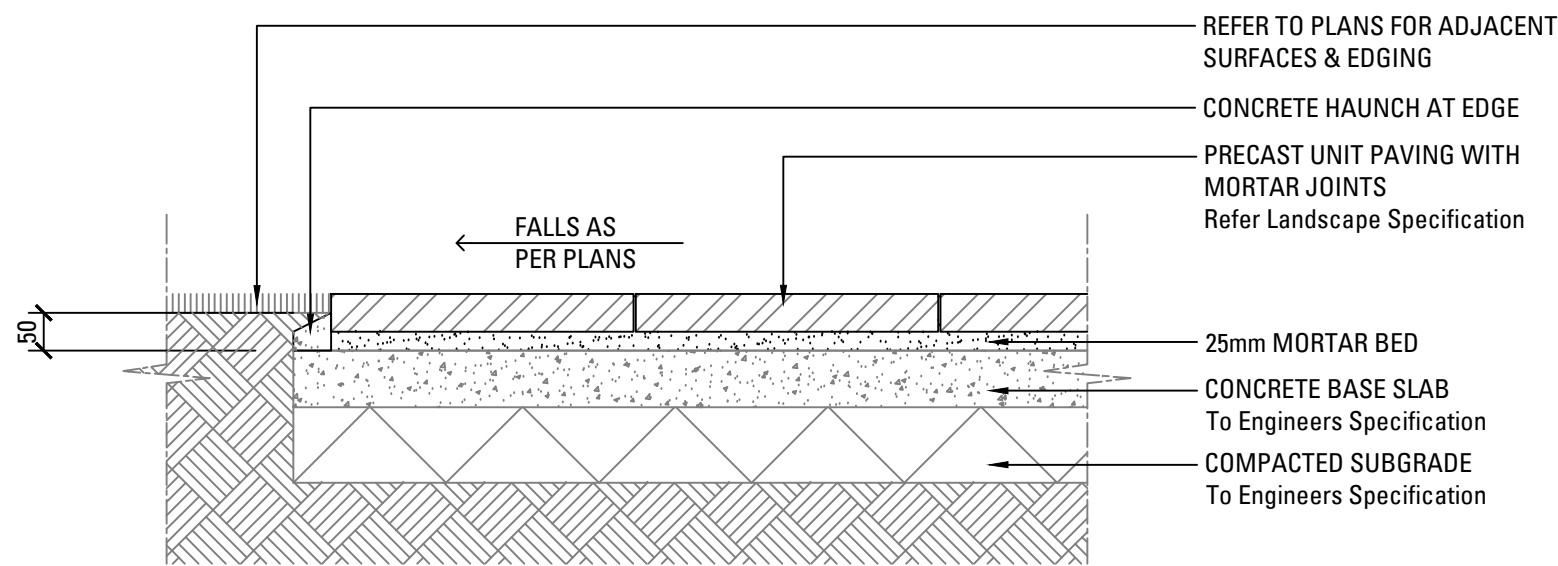 REFER TO PLANS FOR ADJACENT
SURFACES & EDGING
CONCRETE HAUNCH AT EDGE
PRECAST UNIT PAVING WITH
MORTAR JOINTS
Refer Landscape Specification
FALLS AS
PER PLANS
50
25mm MORTAR BED
CONCRETE BASE SLAB
To Engineers Specification
COMPACTED SUBGRADE
To Engineers Specification